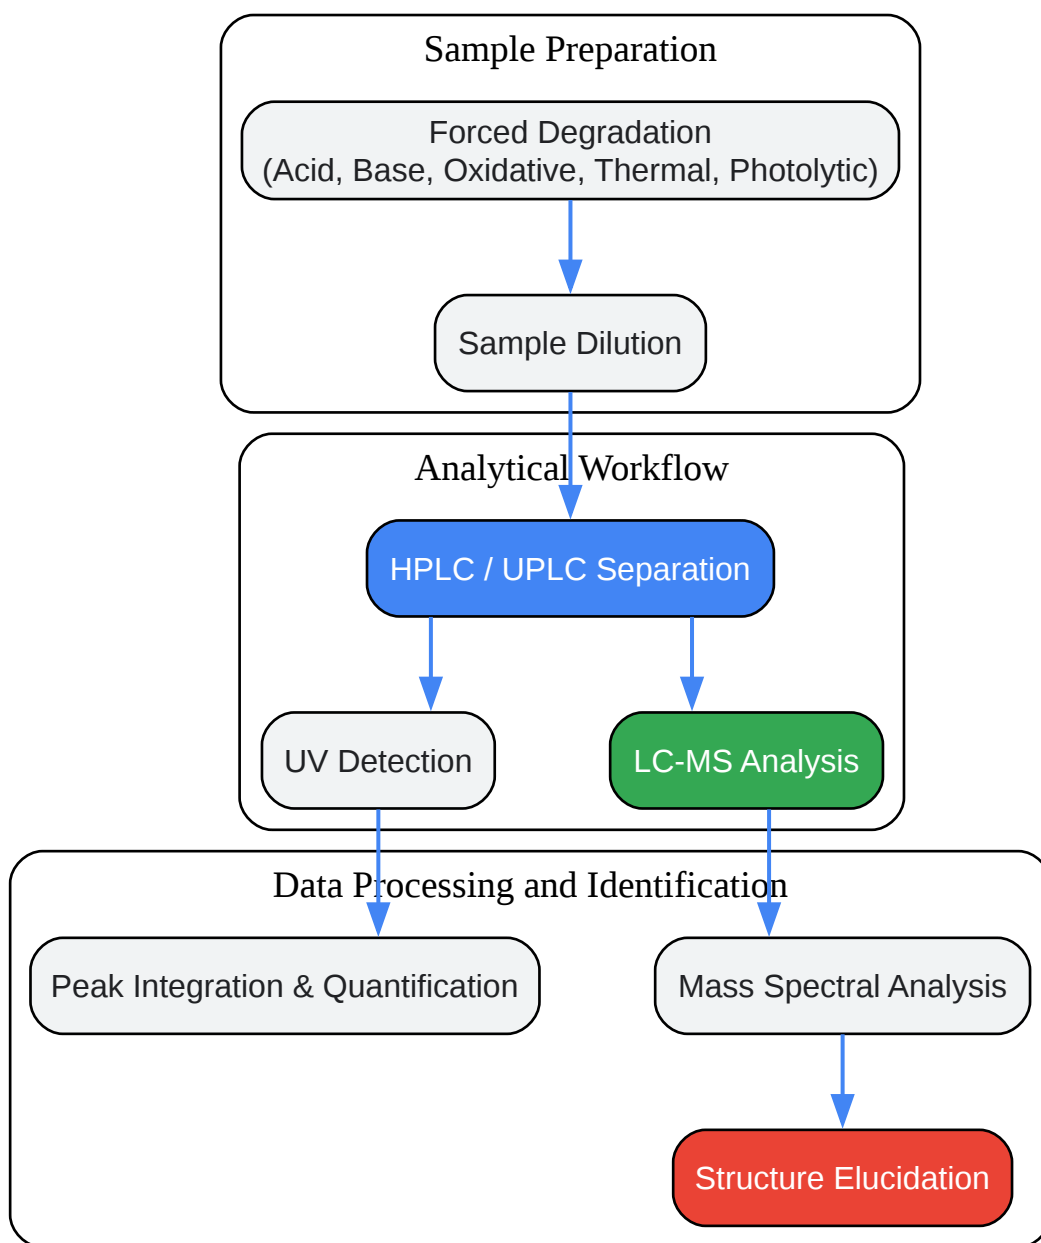 Sample Preparation
Forced Degradation
(Acid, Base, Oxidative, Thermal, Photolytic)
Sample Dilution
Analytical Workflow
HPLC / UPLC Separation
UV Detection
LC-MS Analysis
Data Processing and Identification
Peak Integration & Quantification
Mass Spectral Analysis
Structure Elucidation